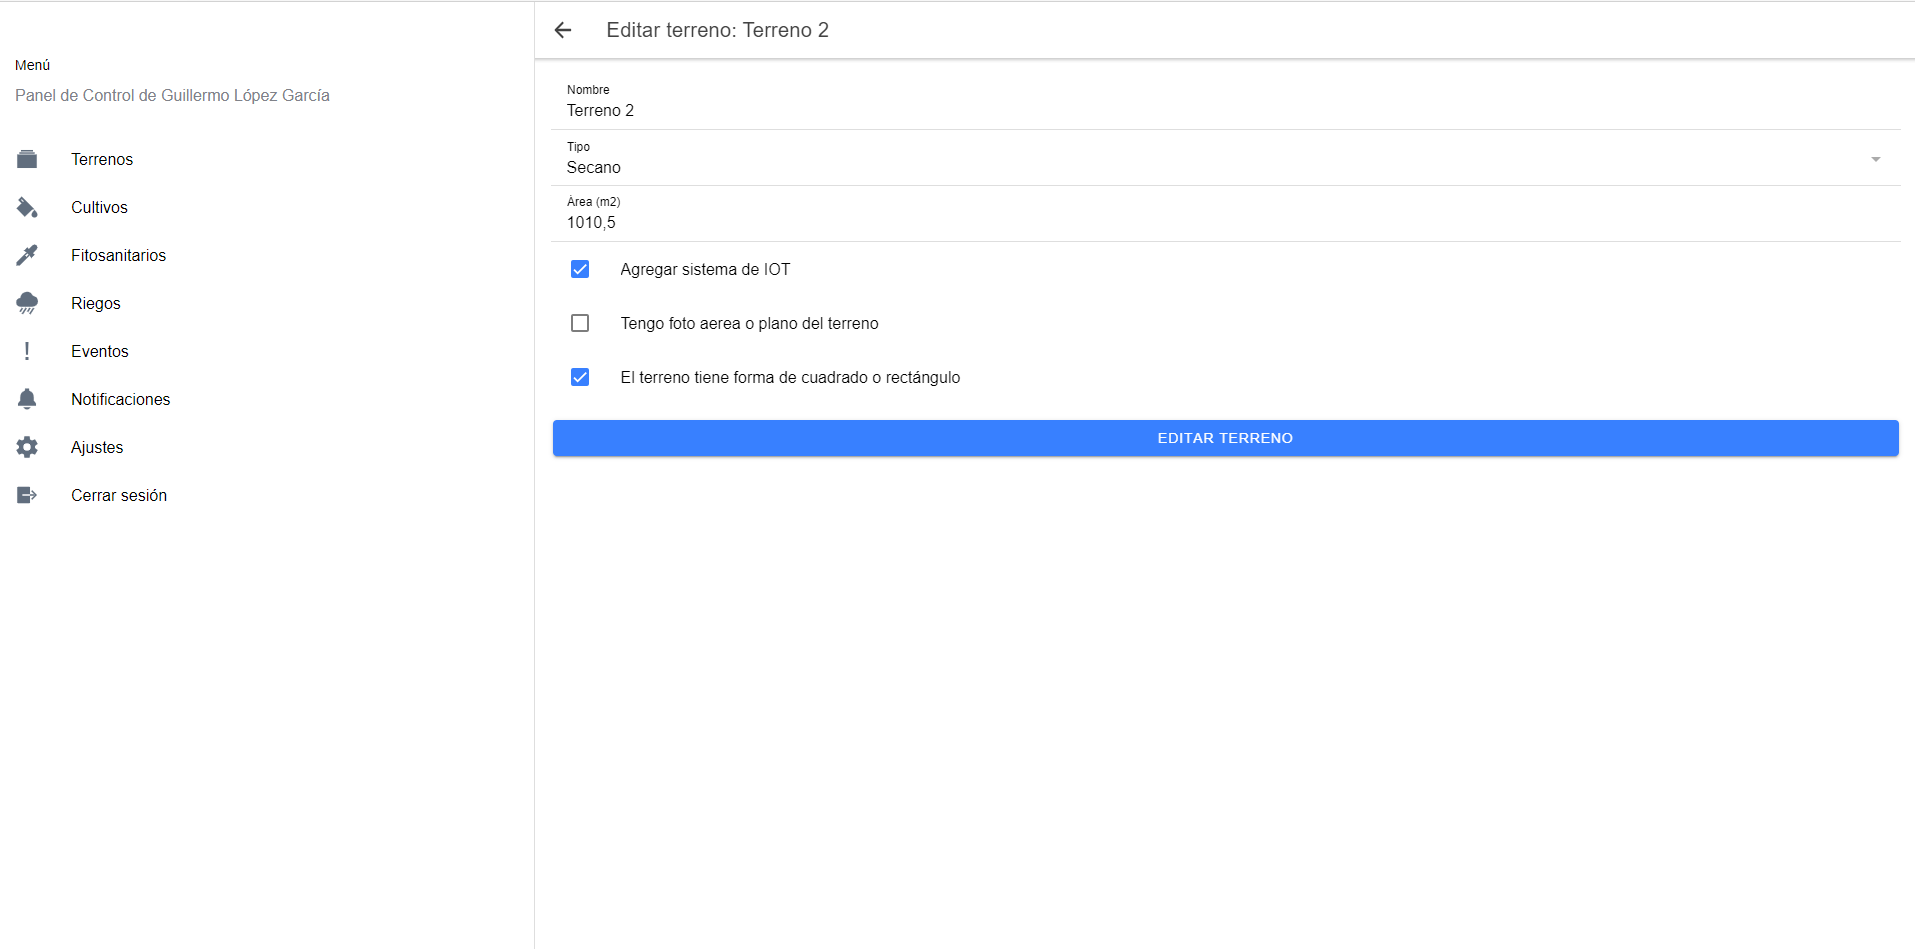 Menú
Panel de Control de Guillermo López García
Terrenos
Cultivos
Fitosanitarios
Riegos
Eventos
Notificaciones
Ajustes
Cerrar sesión
Editar terreno: Terreno 2
Nombre
Terreno 2
Tipo
Secano
Área (m2)
1010,5
Agregar sistema de IOT
Tengo foto aerea o plano del terreno
El terreno tiene forma de cuadrado o rectángulo
EDITAR TERRENO